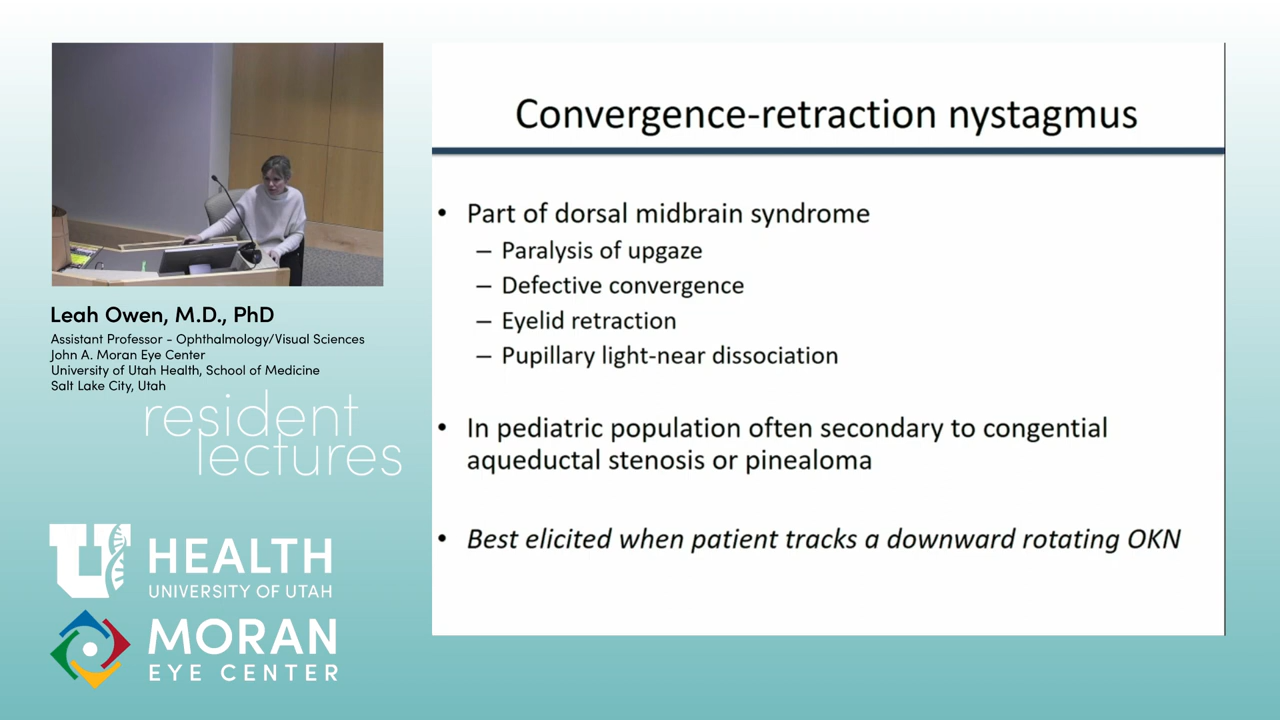 Convergence-retraction nystagmus
• Part of dorsal midbrain syndrome
– Paralysis of upgaze
– Defective convergence
– Eyelid retraction
– Pupillary light-near dissociation
• In pediatric population often secondary to congential
aqueductal stenosis or pinealoma
• Best elicited when patient tracks a downward rotating OKN
Leah Owen, M.D., PhD
Assistant Professor - Ophthalmology/Visual Sciences
John A. Moran Eye Center
University of Utah Health, School of Medicine
Salt Lake City, Utah
resident
lectures
U HEALTH
UNIVERSITY OF UTAH
MORAN
EYE CENTER